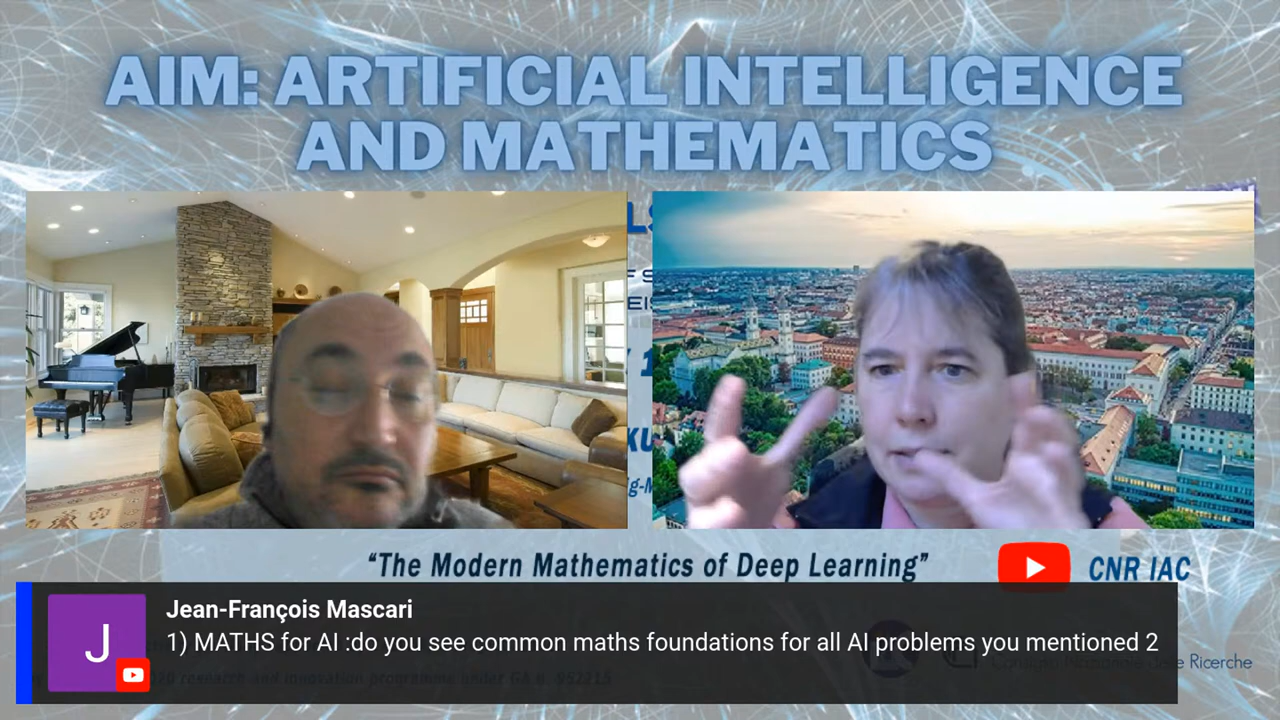 AIM: ARTIFICIAL INTELLIGENCE
AND MATHEMATICS
“The Modern Mathematics of Deep Learning”
CNR IAC
Jean-François Mascari
J
1) MATHS for AI :do you see common maths foundations for all AI problems you mentioned 2
Ricerche